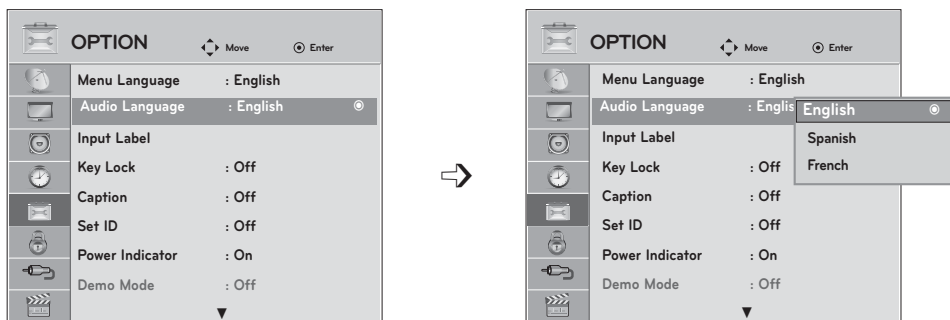 OPTION Move Enter
Menu Language : English
Audio Language : English
Input Label
Key Lock : Off
Caption : Off
Set ID : Off
Power Indicator : On
Demo Mode : Off
OPTION Move Enter
Menu Language : English
Audio Language : Englis
English
Spanish
French
Input Label
Key Lock : Off
Caption : Off
Set ID : Off
Power Indicator : On
Demo Mode : Off